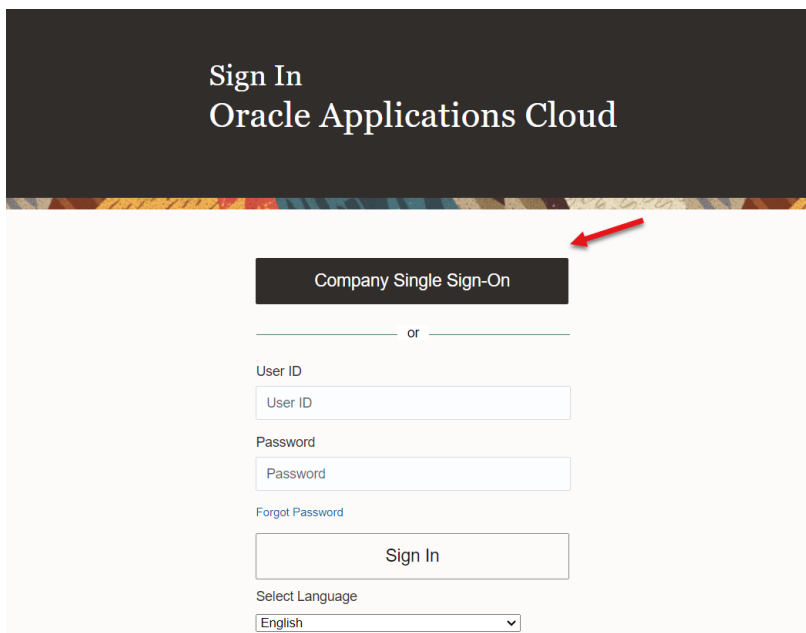 Sign In
Oracle Applications Cloud
Company Single Sign-On
or
User ID
User ID
Password
Password
Forgot Password
Sign In
Select Language
English